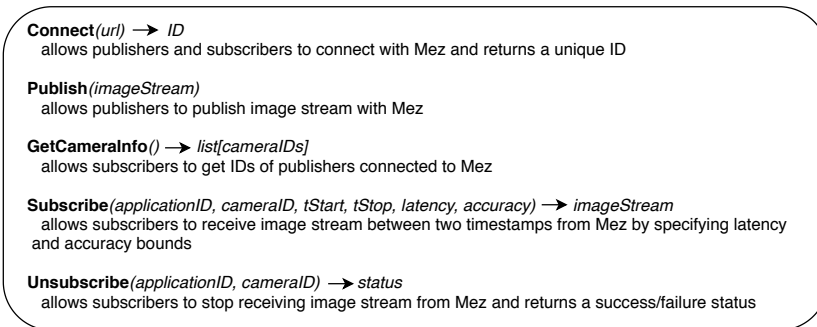 Connect(url) → ID
allows publishers and subscribers to connect with Mez and returns a unique ID
Publish(imageStream)
allows publishers to publish image stream with Mez
GetCameraInfo() → list[cameraIDs]
allows subscribers to get IDs of publishers connected to Mez
Subscribe(applicationID, cameraID, tStart, tStop, latency, accuracy) → imageStream
allows subscribers to receive image stream between two timestamps from Mez by specifying latency
and accuracy bounds
Unsubscribe(applicationID, cameraID) → status
allows subscribers to stop receiving image stream from Mez and returns a success/failure status